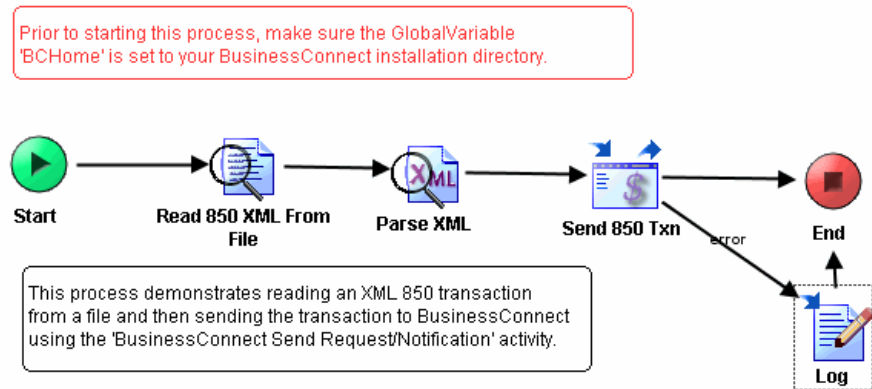 Prior to starting this process, make sure the GlobalVariable
'BCHome' is set to your BusinessConnect installation directory.
Start
Read 850 XML From
File
XML
Parse XML
$
Send 850 Txn
error
End
This process demonstrates reading an XML 850 transaction
from a file and then sending the transaction to BusinessConnect
using the 'BusinessConnect Send Request/Notification' activity.
Log